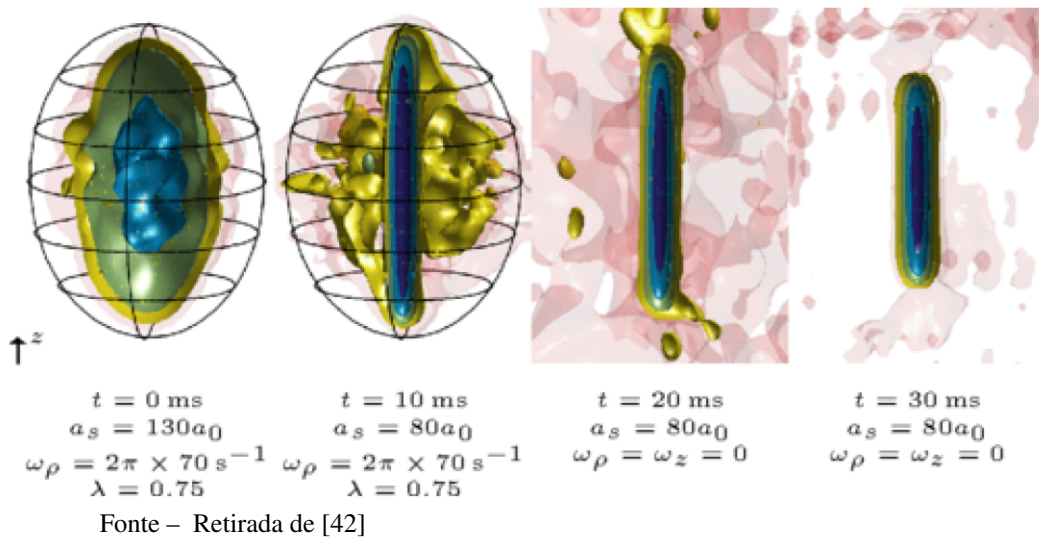 z
t = 0 ms
a_s = 130a_0
ω_ρ = 2π × 70 s^−1
λ = 0.75
t = 10 ms
a_s = 80a_0
ω_ρ = 2π × 70 s^−1
λ = 0.75
t = 20 ms
a_s = 80a_0
ω_ρ = ω_z = 0
t = 30 ms
a_s = 80a_0
ω_ρ = ω_z = 0
Fonte – Retirada de [42]